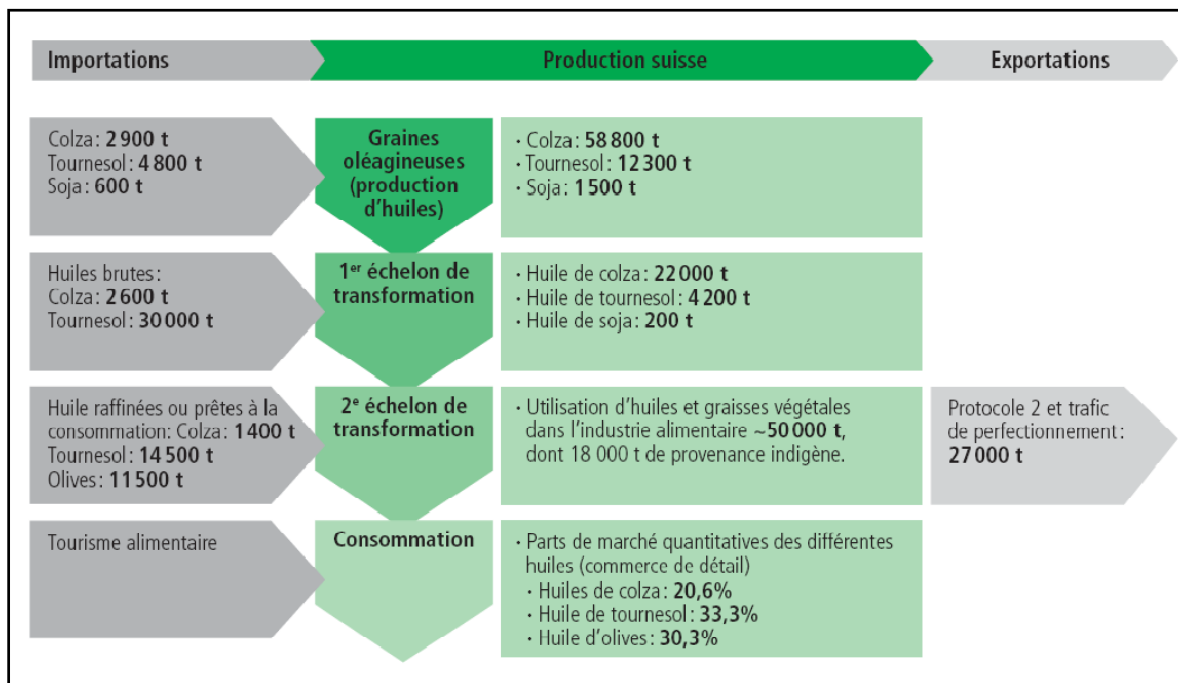 Importations
Production suisse
Exportations
Colza: 2 900 t
Tournesol: 4 800 t
Soja: 600 t
Graines
oléagineuses
(production
d'huiles)
· Colza: 58 800 t
· Tournesol: 12 300 t
· Soja: 1 500 t
Huiles brutes:
Colza: 2 600 t
Tournesol: 30 000 t
1er échelon de
transformation
· Huile de colza: 22 000 t
· Huile de tournesol: 4 200 t
· Huile de soja: 200 t
Huile raffinées ou prêtes à la
consommation: Colza: 1 400 t
Tournesol: 14 500 t
Olives: 11 500 t
2e échelon de
transformation
· Utilisation d'huiles et graisses végétales
dans l'industrie alimentaire ~50 000 t,
dont 18 000 t de provenance indigène.
Protocole 2 et trafic
de perfectionnement:
27 000 t
Tourisme alimentaire
Consommation
· Parts de marché quantitatives des différentes
huiles (commerce de détail)
· Huiles de colza: 20,6%
· Huile de tournesol: 33,3%
· Huile d'olives: 30,3%